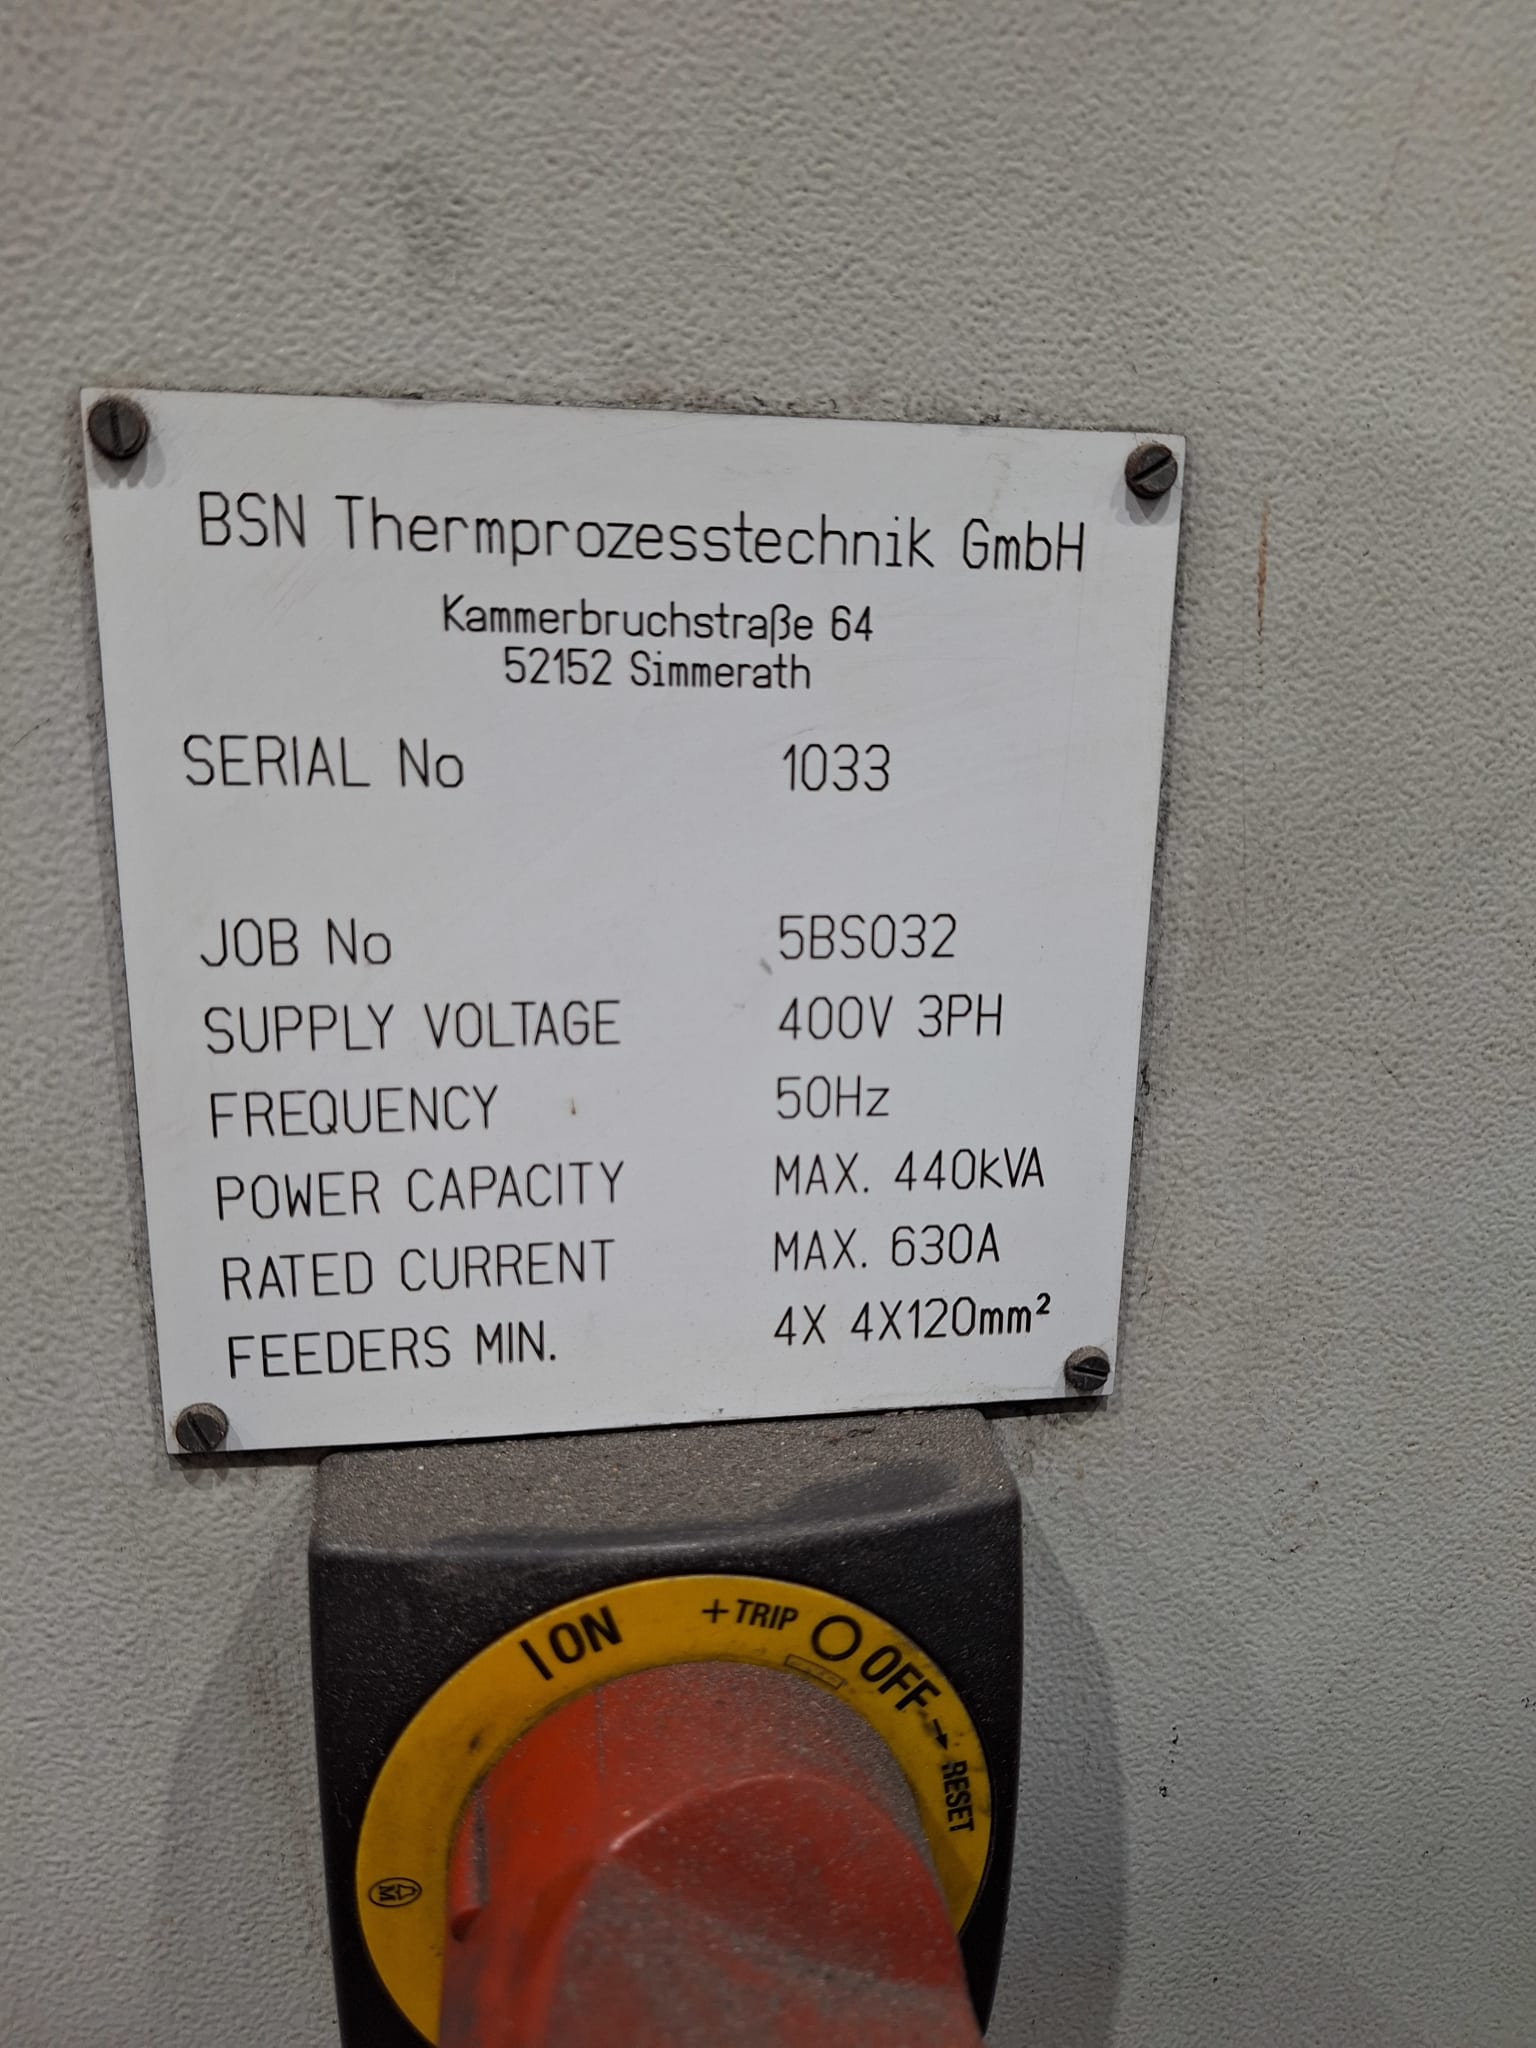 BSN Thermprozesstechnik GmbH
Kammerbruchstraße 64
52152 Simmerath
SERIAL No 1033
JOB No 5BS032
SUPPLY VOLTAGE 400V 3PH
FREQUENCY 50Hz
POWER CAPACITY MAX. 440kVA
RATED CURRENT MAX. 630A
FEEDERS MIN. 4X 4X120mm²
I ON + TRIP O OFF → RESET
M